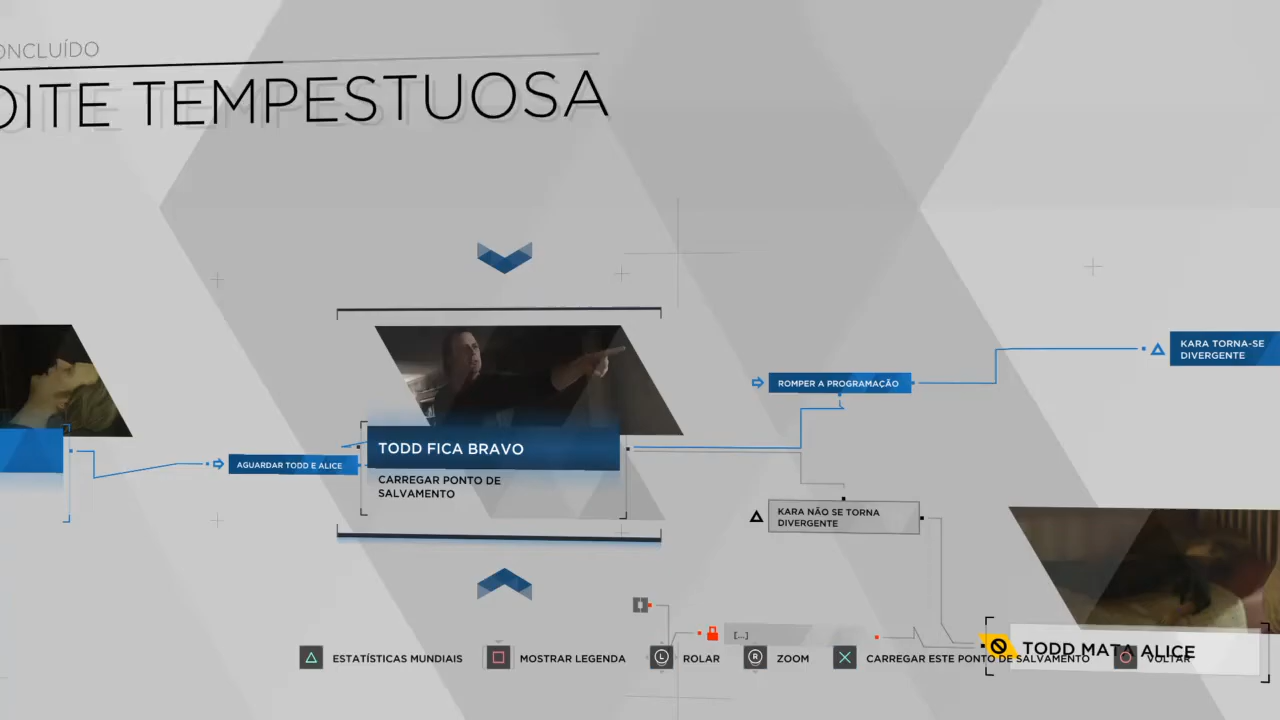 ONCLUÍDO
OITE TEMPESTUOSA
KARA TORNA-SE
DIVERGENTE
ROMPER A PROGRAMAÇÃO
TODD FICA BRAVO
AGUARDAR TODD E ALICE
CARREGAR PONTO DE
SALVAMENTO
KARA NÃO SE TORNA
DIVERGENTE
[...]
TODD MATA ALICE
ESTATÍSTICAS MUNDIAIS
MOSTRAR LEGENDA
L ROLAR
R ZOOM
CARREGAR ESTE PONTO DE SALVAMENTO
VOLTAR